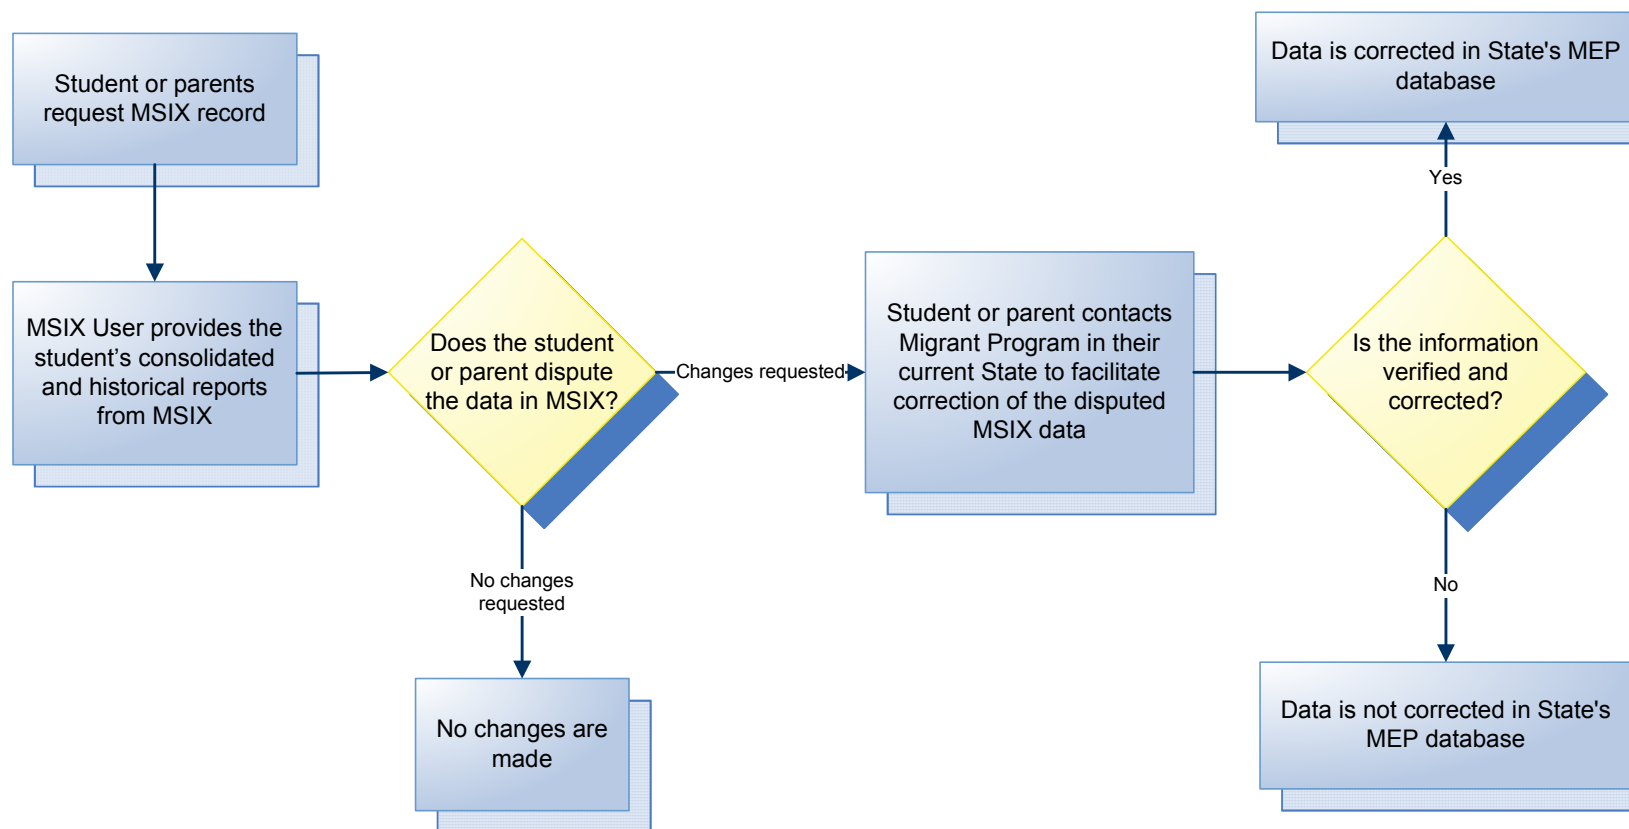 Student or parents
request MSIX record
MSIX User provides the
student’s consolidated
and historical reports
from MSIX
Does the student
or parent dispute
the data in MSIX?
No changes
requested
No changes are
made
Changes requested
Student or parent contacts
Migrant Program in their
current State to facilitate
correction of the disputed
MSIX data
Is the information
verified and
corrected?
Yes
Data is corrected in State's MEP
database
No
Data is not corrected in State's
MEP database